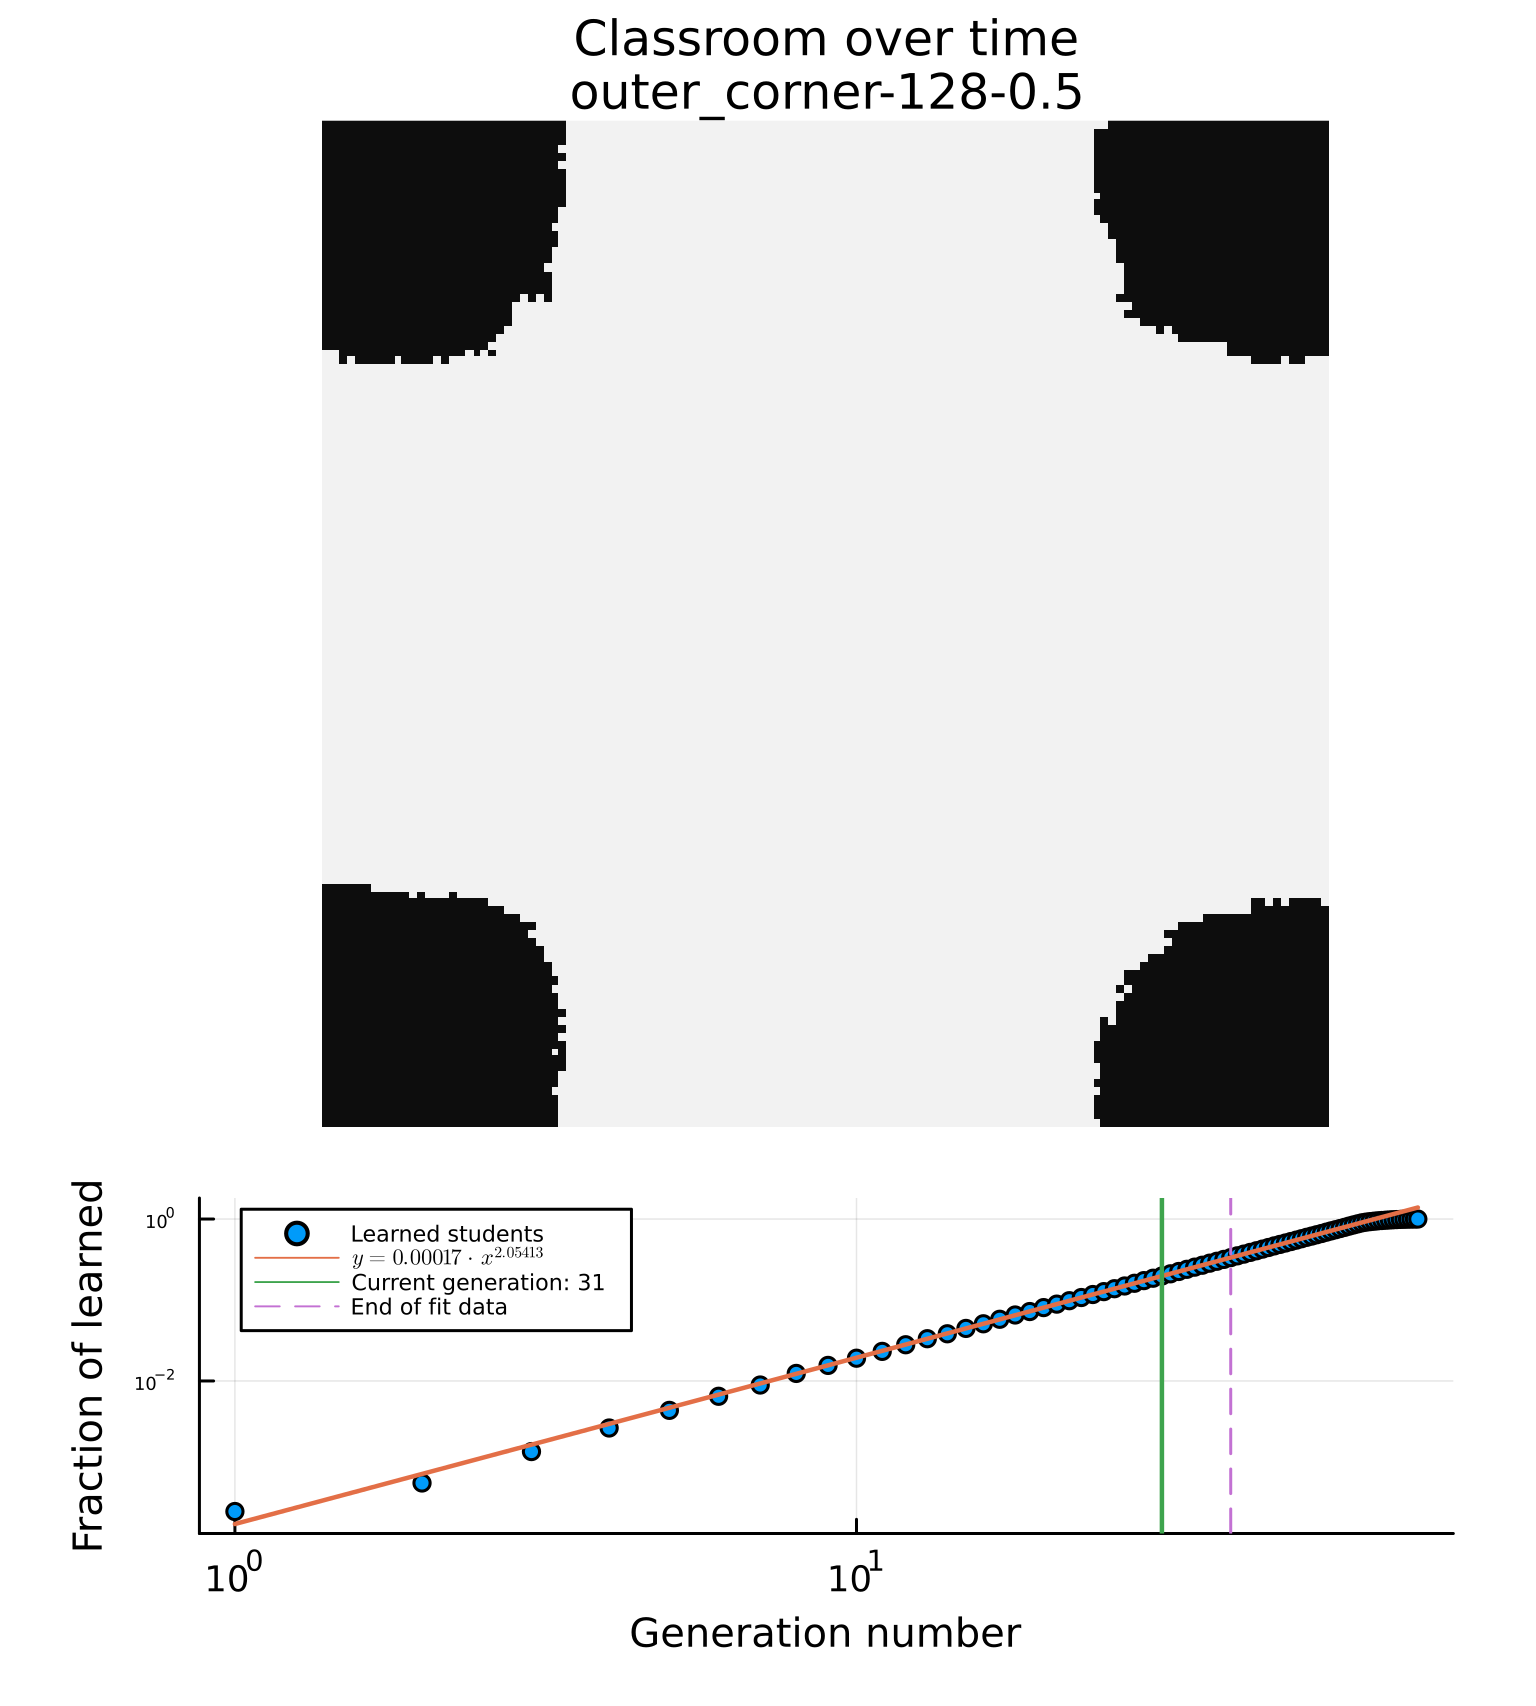 Classroom over time
outer_corner-128-0.5
Fraction of learned
10^0
10^−2
Learned students
y = 0.00017 · x^2.05413
Current generation: 31
End of fit data
10^0
10^1
Generation number